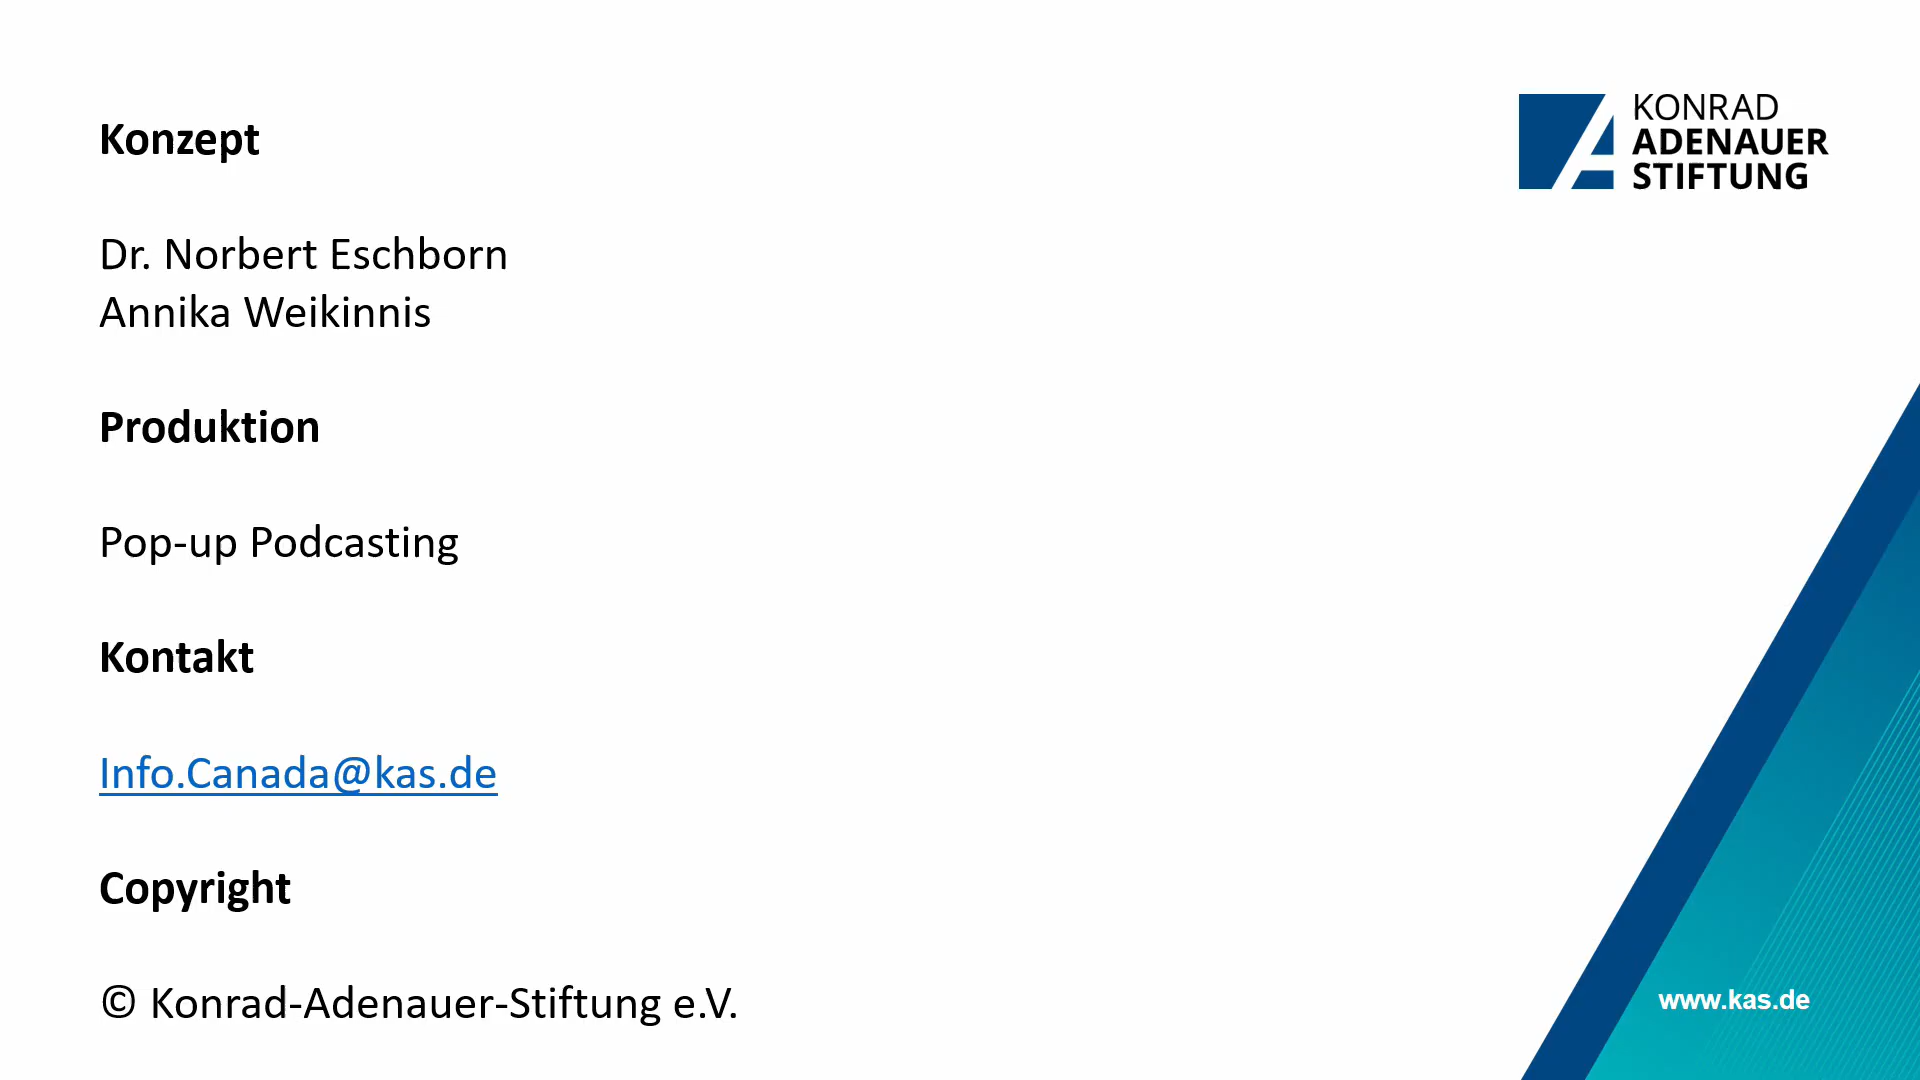 Konzept
KONRAD
ADENAUER
STIFTUNG
Dr. Norbert Eschborn
Annika Weikinnis
Produktion
Pop-up Podcasting
Kontakt
Info.Canada@kas.de
Copyright
© Konrad-Adenauer-Stiftung e.V.
www.kas.de